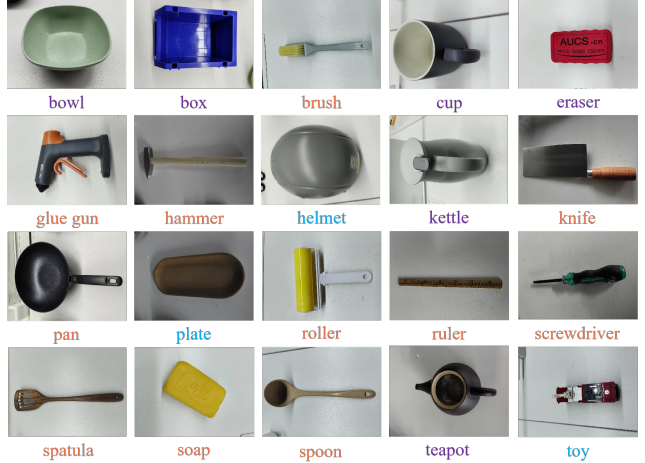 AUCS-cn
bowl
box
brush
cup
eraser
glue gun
hammer
helmet
kettle
knife
pan
plate
roller
ruler
screwdriver
spatula
soap
spoon
teapot
toy